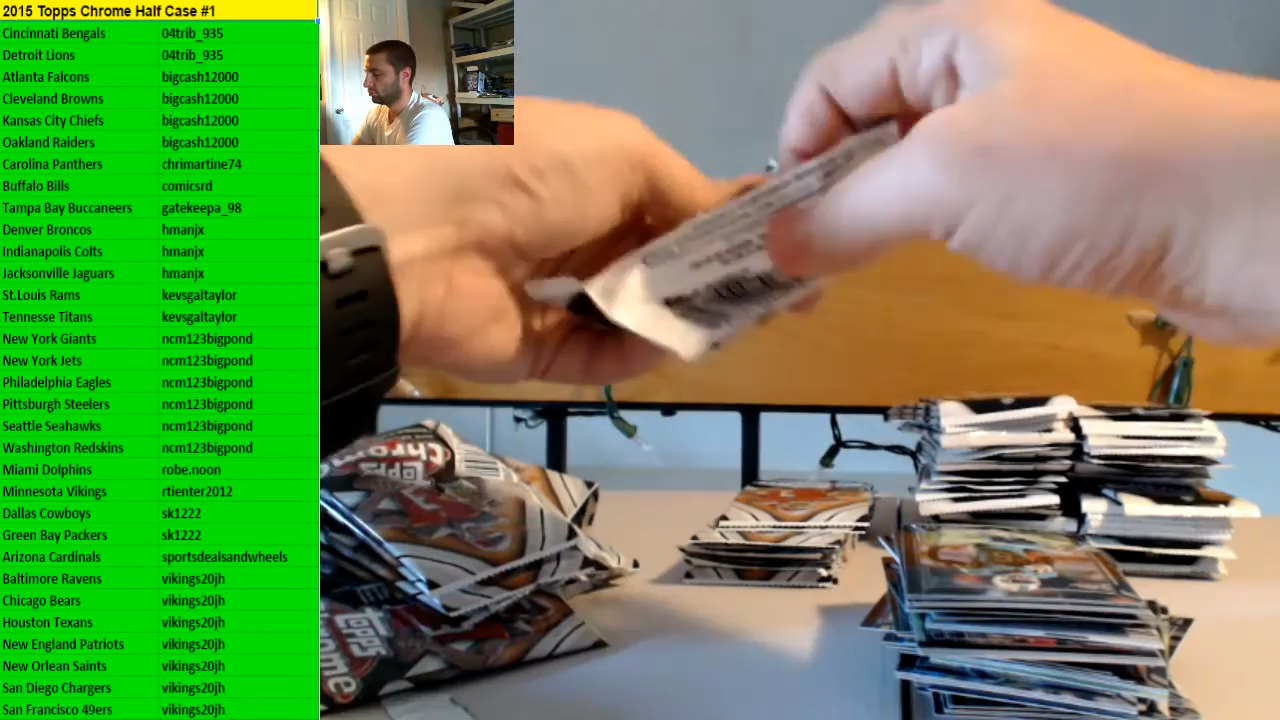 2015 Topps Chrome Half Case #1
Cincinnati Bengals 04trib_935
Detroit Lions 04trib_935
Atlanta Falcons bigcash12000
Cleveland Browns bigcash12000
Kansas City Chiefs bigcash12000
Oakland Raiders bigcash12000
Carolina Panthers chrimartine74
Buffalo Bills comicsrd
Tampa Bay Buccaneers gatekeepa_98
Denver Broncos hmanjx
Indianapolis Colts hmanjx
Jacksonville Jaguars hmanjx
St.Louis Rams kevsgaltaylor
Tennesse Titans kevsgaltaylor
New York Giants ncm123bigpond
New York Jets ncm123bigpond
Philadelphia Eagles ncm123bigpond
Pittsburgh Steelers ncm123bigpond
Seattle Seahawks ncm123bigpond
Washington Redskins ncm123bigpond
Miami Dolphins robe.noon
Minnesota Vikings rtienter2012
Dallas Cowboys sk1222
Green Bay Packers sk1222
Arizona Cardinals sportsdealsandwheels
Baltimore Ravens vikings20jh
Chicago Bears vikings20jh
Houston Texans vikings20jh
New England Patriots vikings20jh
New Orlean Saints vikings20jh
San Diego Chargers vikings20jh
San Francisco 49ers vikings20jh
Chrome
Topps
Topps
Chrome